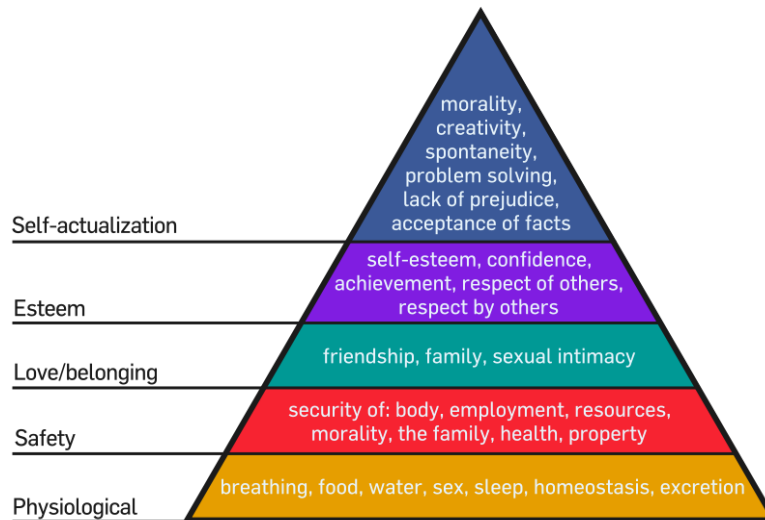 morality,
creativity,
spontaneity,
problem solving,
lack of prejudice,
acceptance of facts
Self-actualization
self-esteem, confidence,
achievement, respect of others,
respect by others
Esteem
friendship, family, sexual intimacy
Love/belonging
security of: body, employment, resources,
morality, the family, health, property
Safety
breathing, food, water, sex, sleep, homeostasis, excretion
Physiological